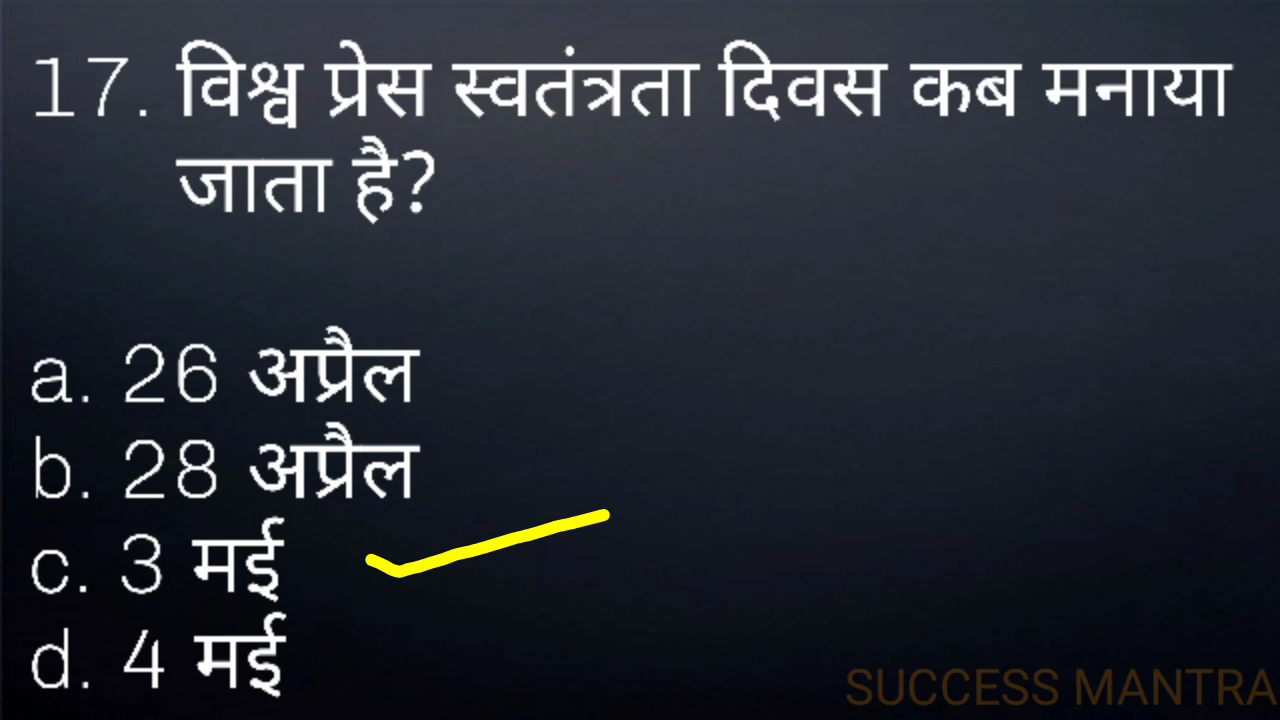 17. विश्व प्रेस स्वतंत्रता दिवस कब मनाया
जाता है?
a. 26 अप्रैल
b. 28 अप्रैल
c. 3 मई
d. 4 मई
SUCCESS MANTRA